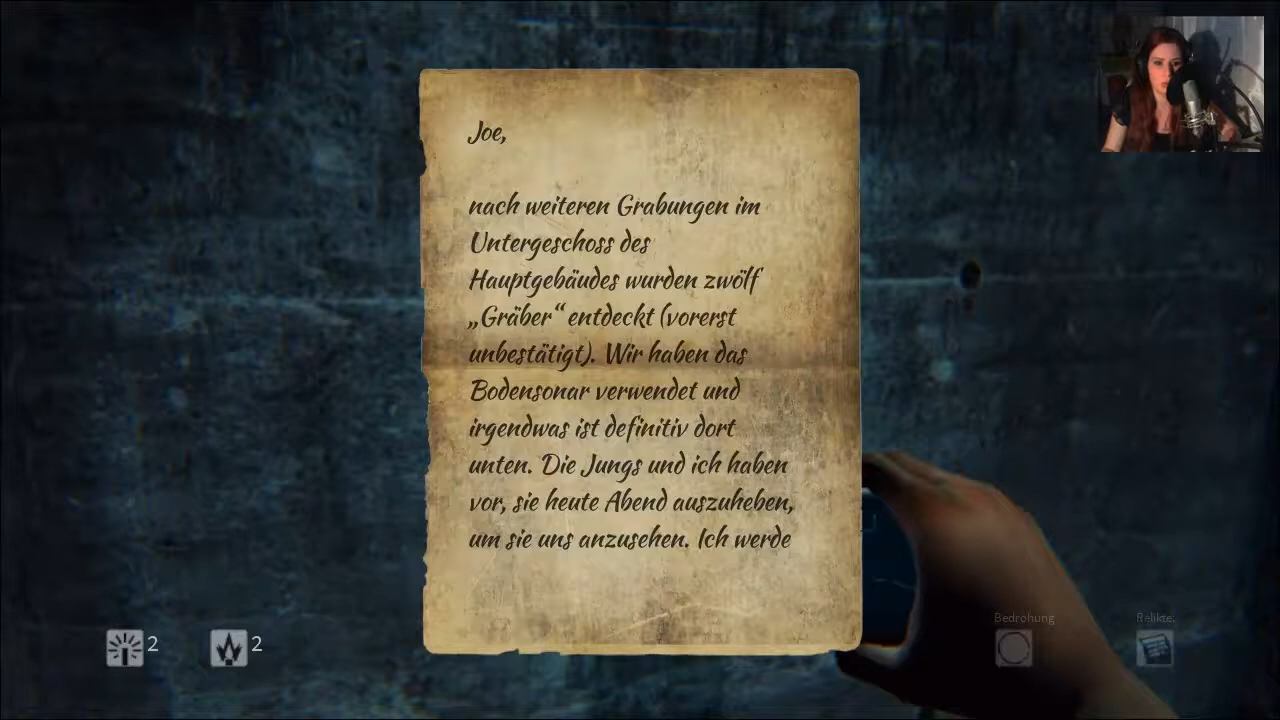 Joe,
nach weiteren Grabungen im
Untergeschoss des
Hauptgebäudes wurden zwölf
„Gräber“ entdeckt (vorerst
unbestätigt). Wir haben das
Bodensonar verwendet und
irgendwas ist definitiv dort
unten. Die Jungs und ich haben
vor, sie heute Abend auszuheben,
um sie uns anzusehen. Ich werde
2
2
Bedrohung
Relikte: